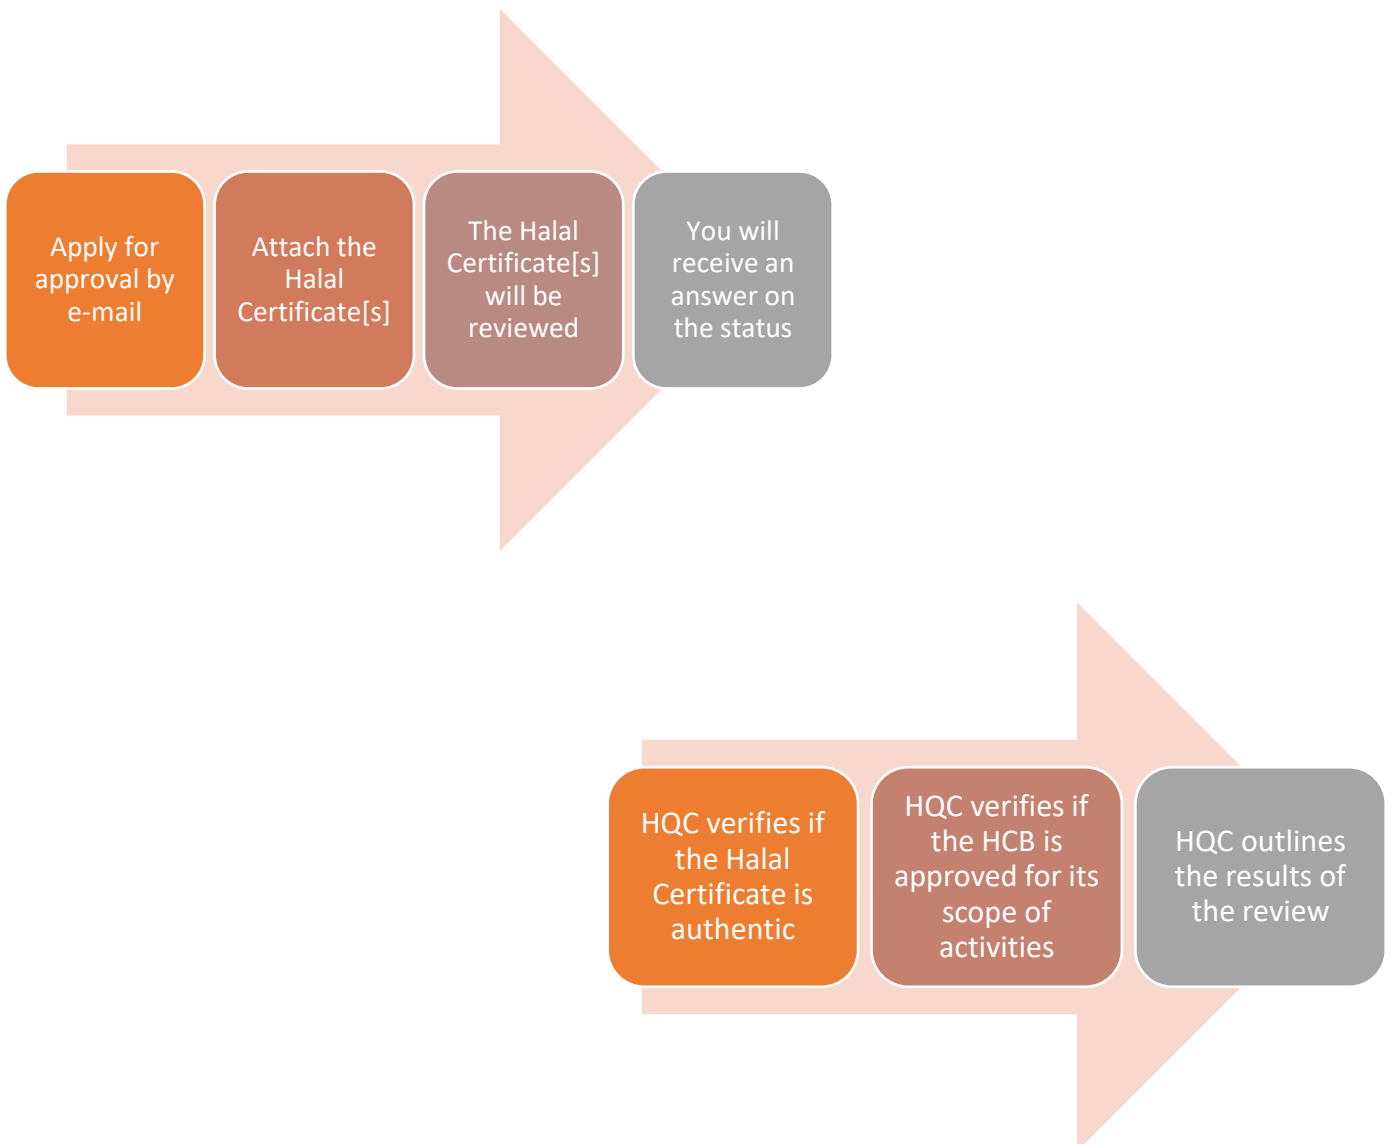 Apply for
approval by
e-mail
Attach the
Halal
Certificate[s]
The Halal
Certificate[s]
will be
reviewed
You will
receive an
answer on
the status
HQC verifies if
the Halal
Certificate is
authentic
HQC verifies if
the HCB is
approved for its
scope of
activities
HQC outlines
the results of
the review